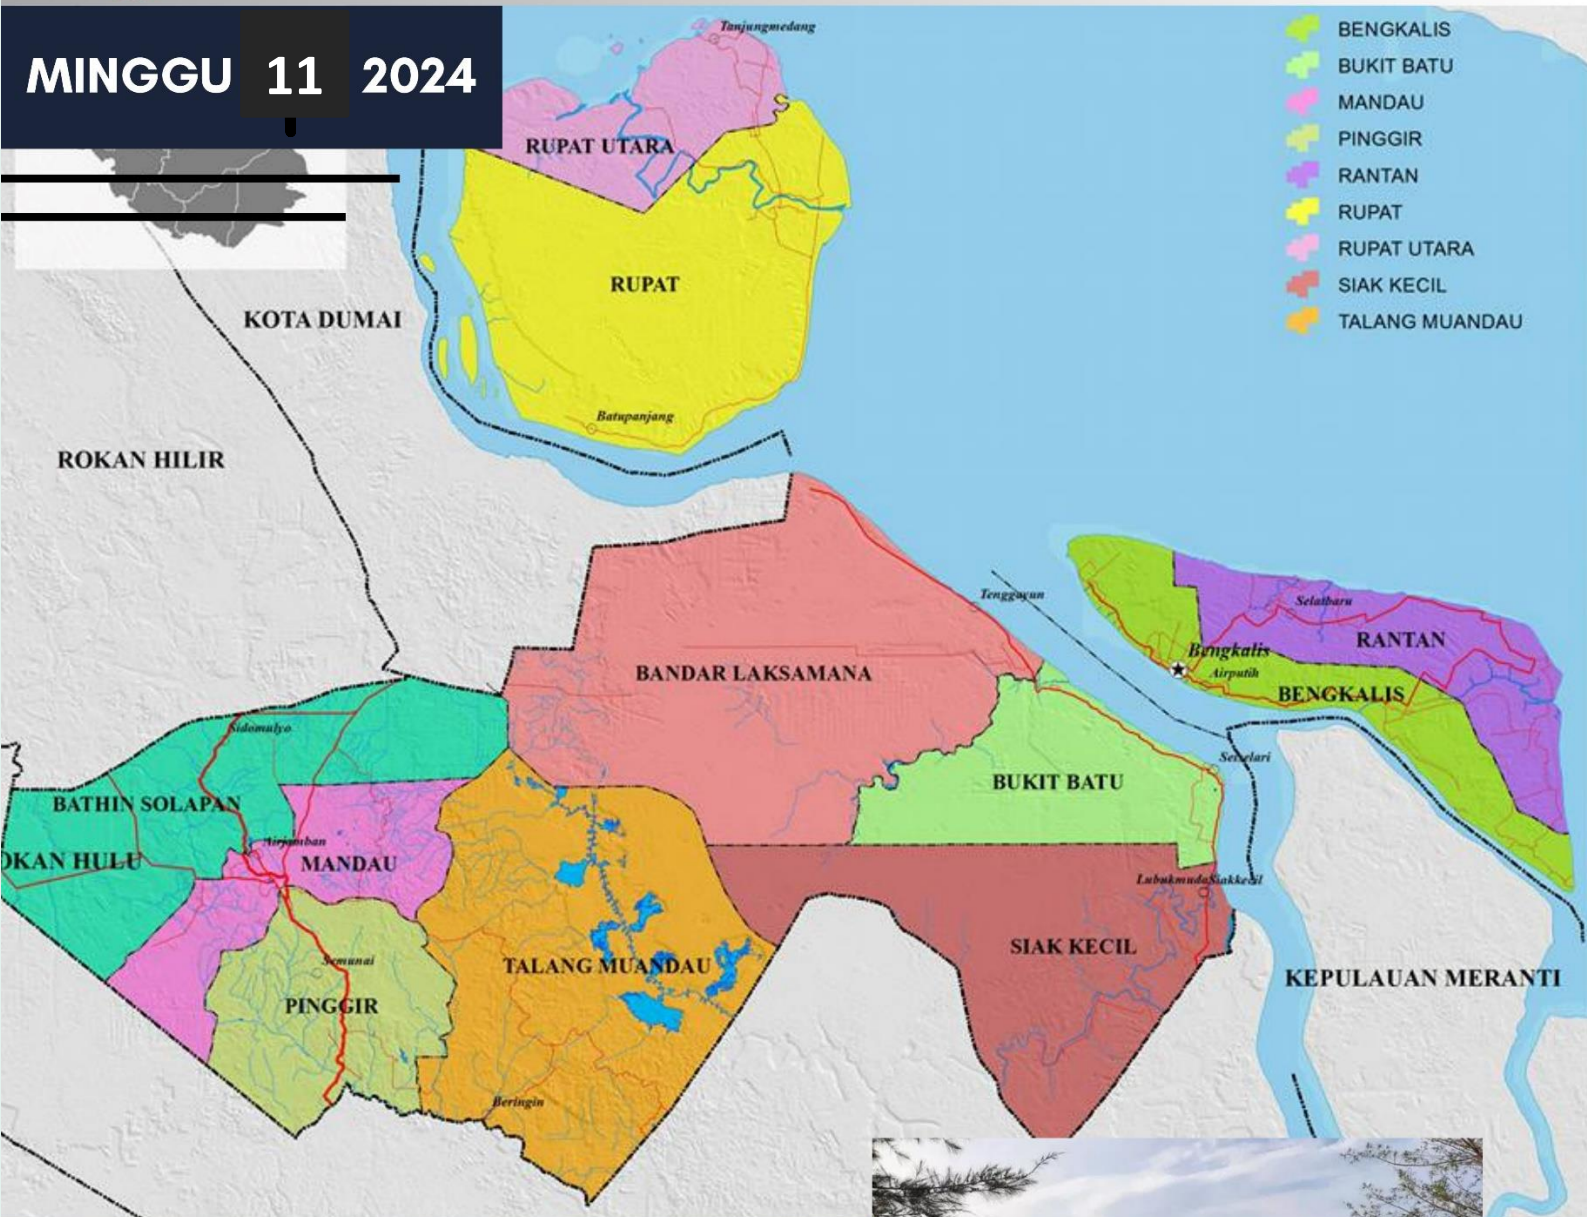 MINGGU 11 2024
BENGKALIS
BUKIT BATU
MANDAU
PINGGIR
RANTAN
RUPAT
RUPAT UTARA
SIAK KECIL
TALANG MUANDAU
Tanjungmedang
RUPAT UTARA
RUPAT
KOTA DUMAI
Batupanjang
ROKAN HILIR
Tenggayun
Selatbaru
RANTAN
Bengkalis
Airputih
BENGKALIS
BANDAR LAKSAMANA
Sidomulyo
Seiselari
BUKIT BATU
BATHIN SOLAPAN
Airjamban
OKAN HULU
MANDAU
LubukmudaSiakkecil
SIAK KECIL
Semunai
TALANG MUANDAU
KEPULAUAN MERANTI
PINGGIR
Beringin